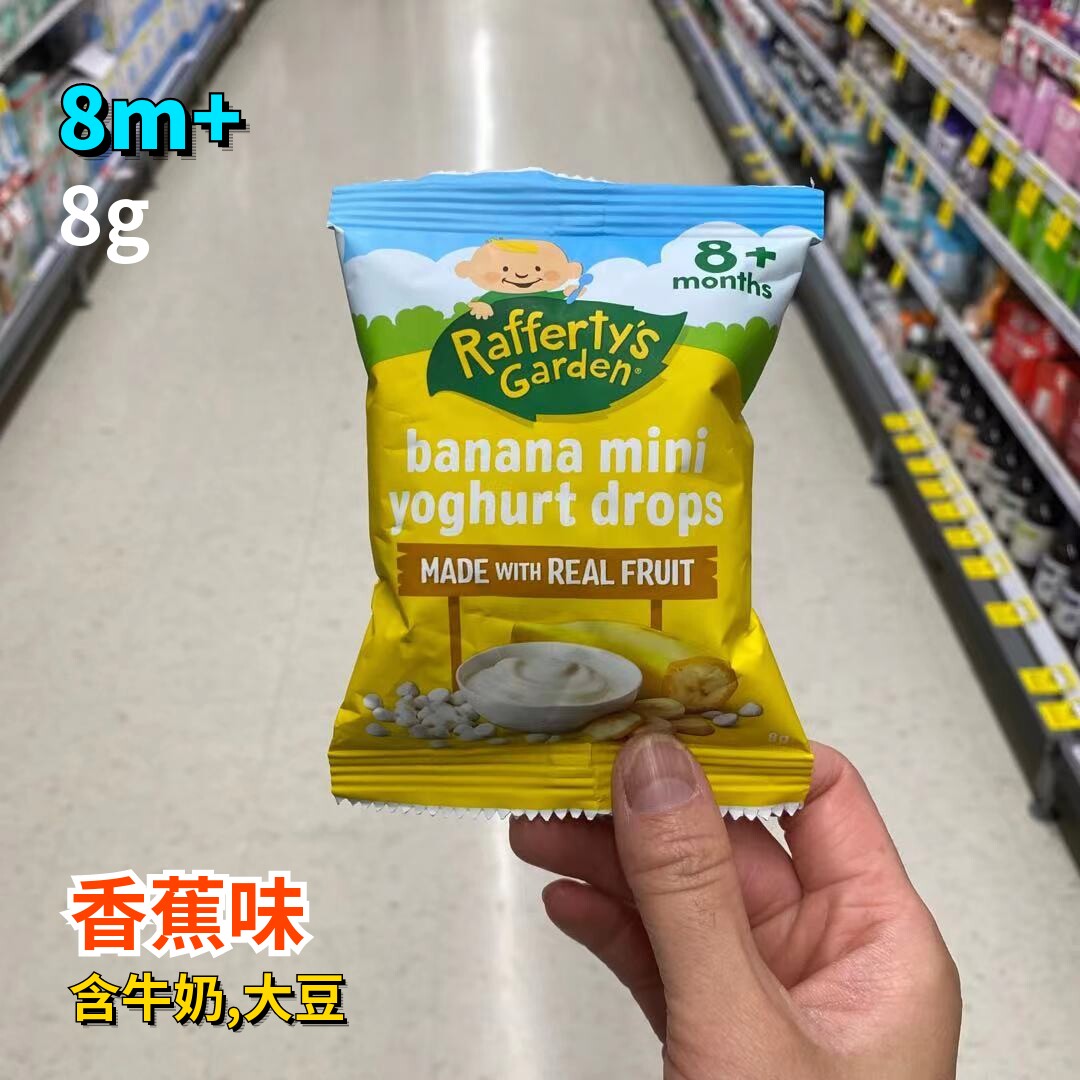 8m+
8g
8+
months
Rafferty's
Garden®
banana mini
yoghurt drops
MADE WITH REAL FRUIT
8g
香蕉味
含牛奶,大豆